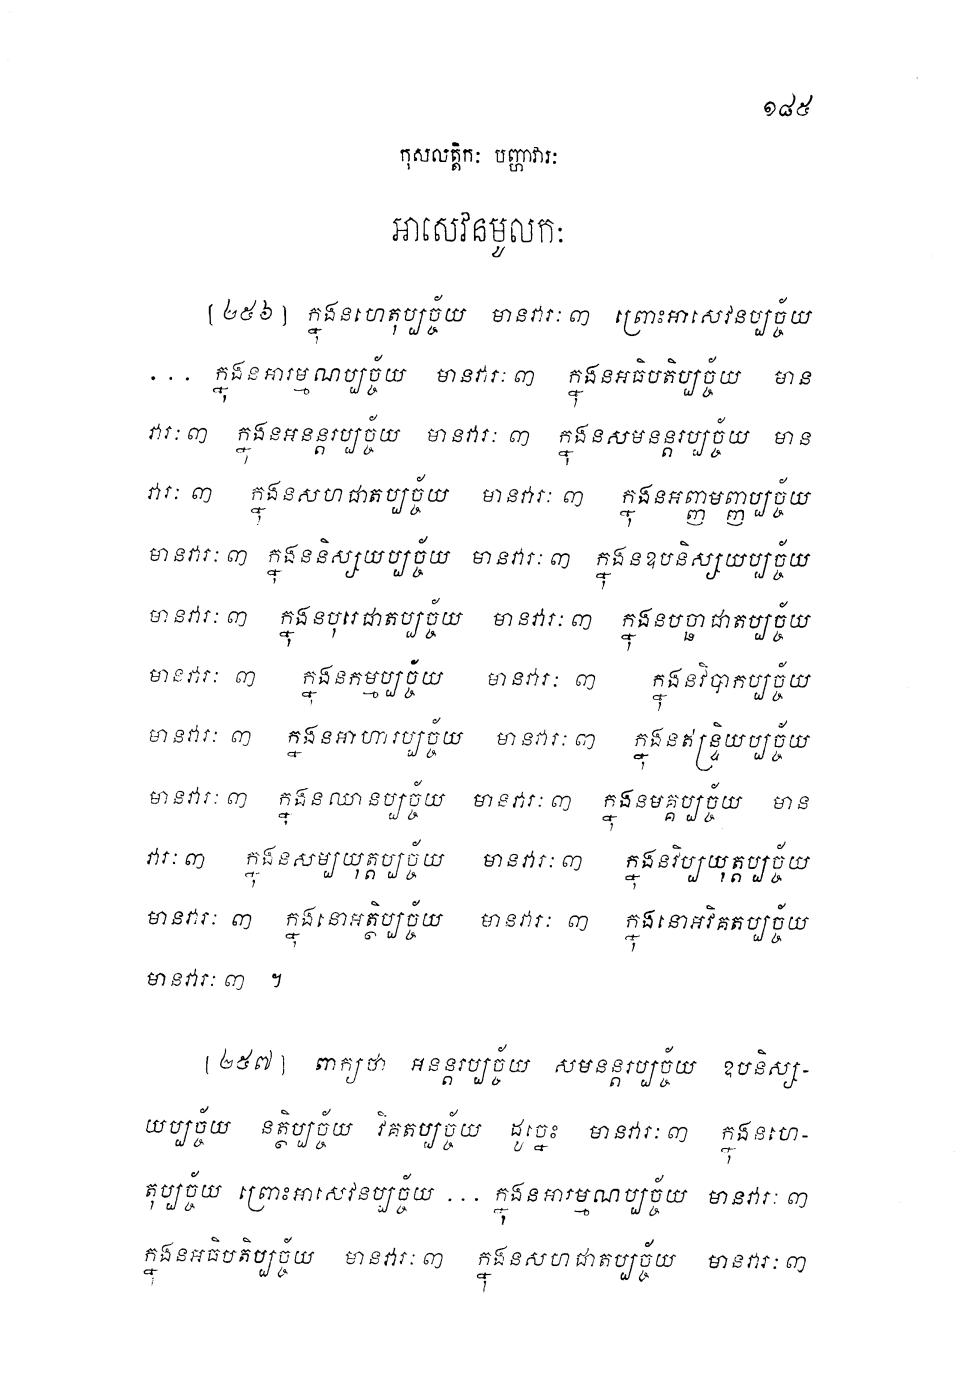 ១៨៥
កុសលត្តិកៈ បញ្ហាវារៈ
អាសេវនមូលកៈ
[២៥៦] ក្នុងនហេតុប្បច្ច័យ មានវារៈ ៣ ព្រោះអាសេវនប្បច្ច័យ
... ក្នុងនអារម្មណប្បច្ច័យ មានវារៈ ៣ ក្នុងនអធិបតិប្បច្ច័យ មាន
វារៈ ៣ ក្នុងនអនន្តរប្បច្ច័យ មានវារៈ ៣ ក្នុងនសមនន្តរប្បច្ច័យ មាន
វារៈ ៣ ក្នុងនសហជាតប្បច្ច័យ មានវារៈ ៣ ក្នុងនអញ្ញមញ្ញប្បច្ច័យ
មានវារៈ ៣ ក្នុងននិស្សយប្បច្ច័យ មានវារៈ ៣ ក្នុងនឧបនិស្សយប្បច្ច័យ
មានវារៈ ៣ ក្នុងនបុរេជាតប្បច្ច័យ មានវារៈ ៣ ក្នុងនបច្ឆាជាតប្បច្ច័យ
មានវារៈ ៣ ក្នុងនកម្មប្បច្ច័យ មានវារៈ ៣ ក្នុងនវិបាកប្បច្ច័យ
មានវារៈ ៣ ក្នុងនអាហារប្បច្ច័យ មានវារៈ ៣ ក្នុងនឥន្ទ្រិយប្បច្ច័យ
មានវារៈ ៣ ក្នុងនឈានប្បច្ច័យ មានវារៈ ៣ ក្នុងនមគ្គប្បច្ច័យ មាន
វារៈ ៣ ក្នុងនសម្បយុត្តប្បច្ច័យ មានវារៈ ៣ ក្នុងនវិប្បយុត្តប្បច្ច័យ
មានវារៈ ៣ ក្នុងនោអត្ថិប្បច្ច័យ មានវារៈ ៣ ក្នុងនោអវិគតប្បច្ច័យ
មានវារៈ ៣ ។
[២៥៧] ពាក្យថា អនន្តរប្បច្ច័យ សមនន្តរប្បច្ច័យ ឧបនិស្ស-
យប្បច្ច័យ នត្ថិប្បច្ច័យ វិគតប្បច្ច័យ ដូច្នេះ មានវារៈ ៣ ក្នុងនហេ-
តុប្បច្ច័យ ព្រោះអាសេវនប្បច្ច័យ ... ក្នុងនអារម្មណប្បច្ច័យ មានវារៈ ៣
ក្នុងនអធិបតិប្បច្ច័យ មានវារៈ ៣ ក្នុងនសហជាតប្បច្ច័យ មានវារៈ ៣